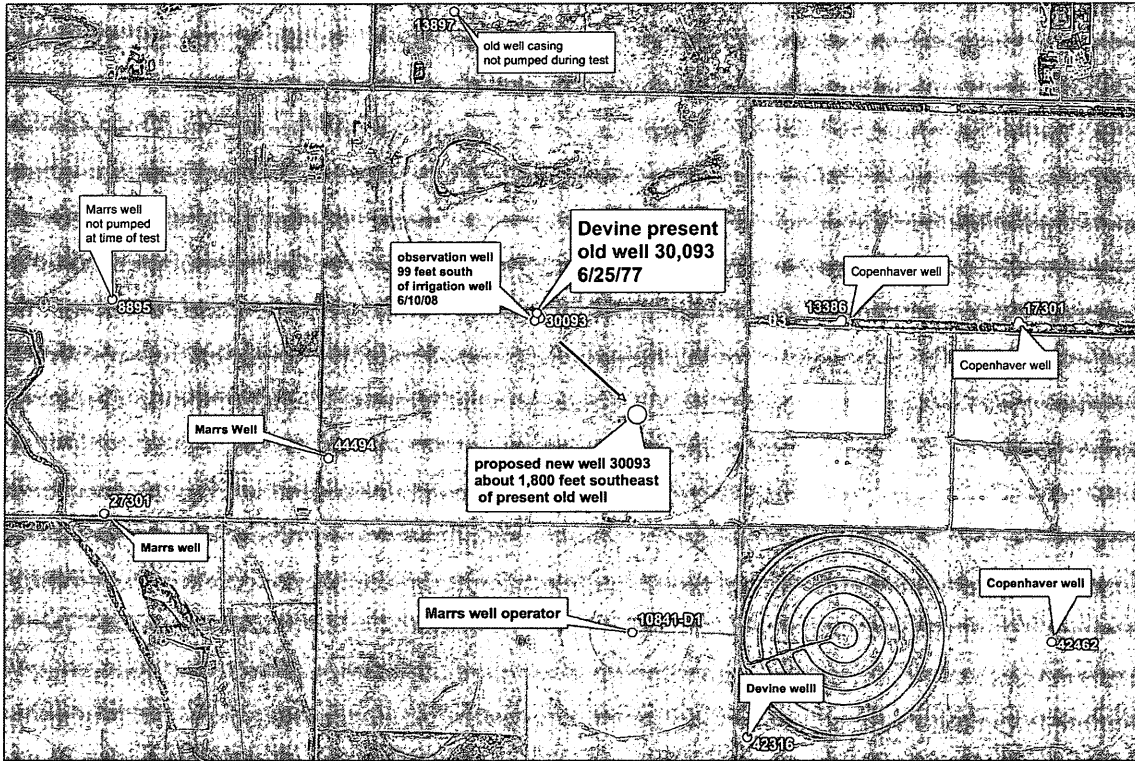 13897
old well casing
not pumped during test
Marrs well
not pumped
at time of test
8895
observation well
99 feet south
of irrigation well
6/10/08
Devine present
old well 30,093
6/25/77
30093
Copenhaver well
13386
17301
Copenhaver well
Marrs Well
44494
proposed new well 30093
about 1,800 feet southeast
of present old well
27301
Marrs well
Marrs well operator
10841-D1
Copenhaver well
42462
Devine welll
42316